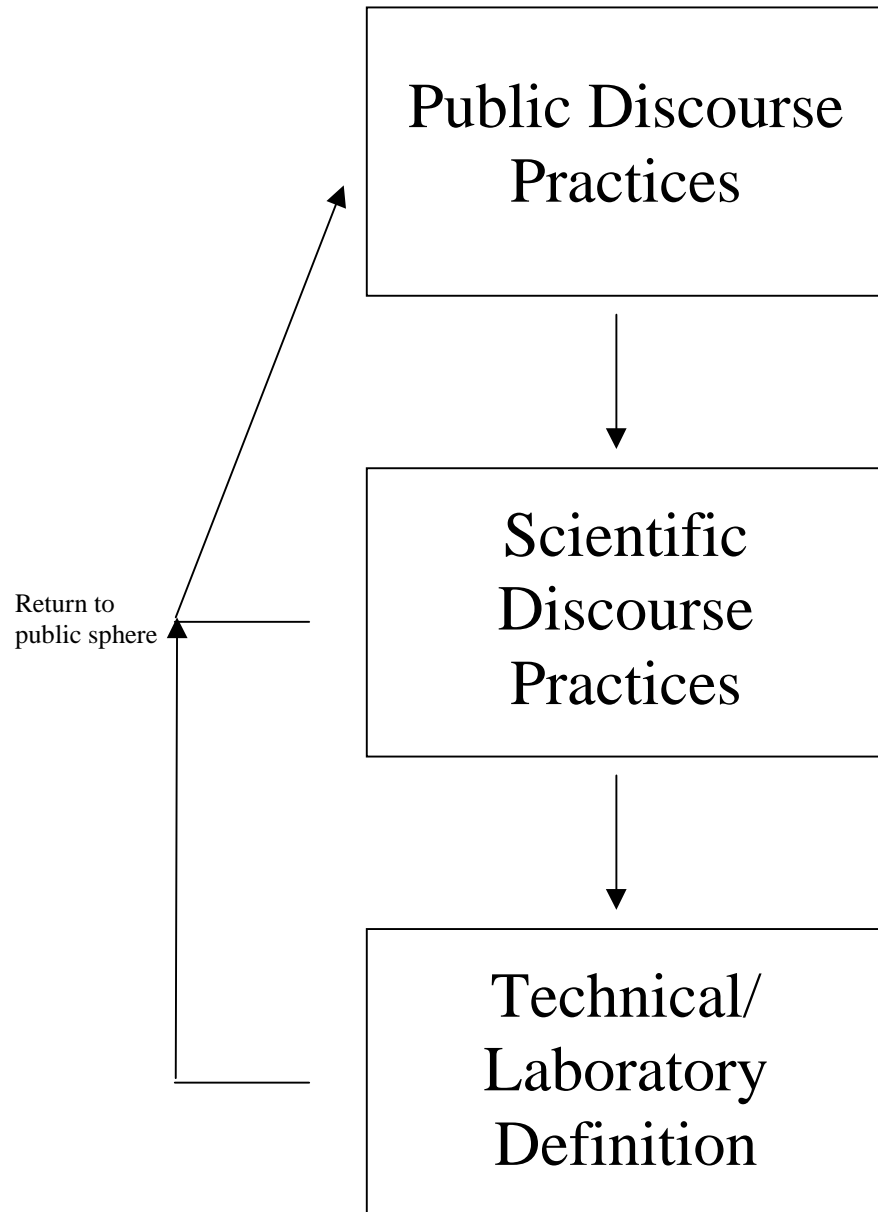 Public Discourse
Practices
Scientific
Discourse
Practices
Return to
public sphere
Technical/
Laboratory
Definition